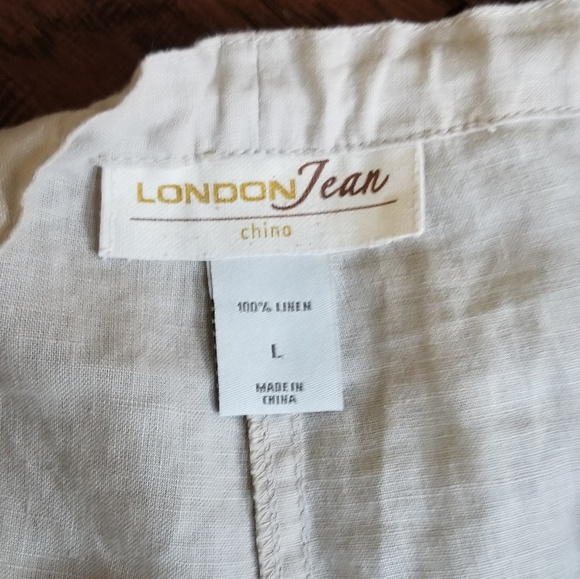 LONDON Jean
chino
100% LINEN
L
MADE IN
CHINA